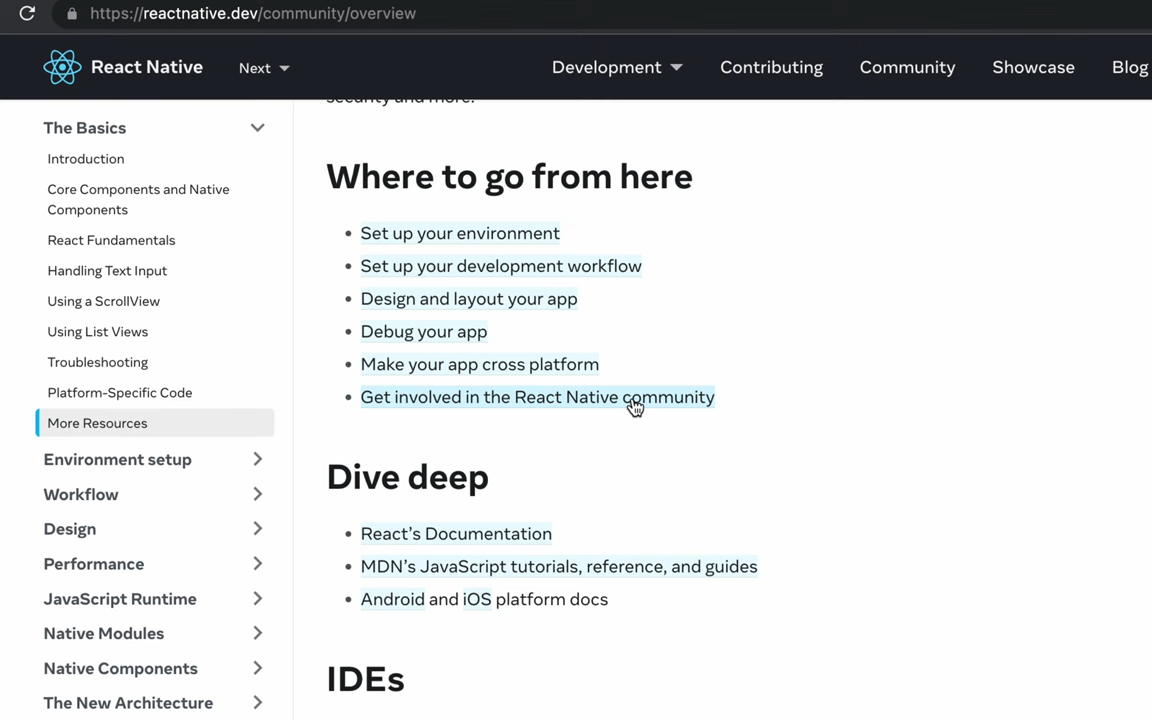 https://reactnative.dev/community/overview
React Native
Next
Development
Contributing
Community
Showcase
Blog
The Basics
Introduction
Core Components and Native
Components
React Fundamentals
Handling Text Input
Using a ScrollView
Using List Views
Troubleshooting
Platform-Specific Code
More Resources
Environment setup
Workflow
Design
Performance
JavaScript Runtime
Native Modules
Native Components
The New Architecture
security and more.
Where to go from here
Set up your environment
Set up your development workflow
Design and layout your app
Debug your app
Make your app cross platform
Get involved in the React Native community
Dive deep
React’s Documentation
MDN’s JavaScript tutorials, reference, and guides
Android and iOS platform docs
IDEs